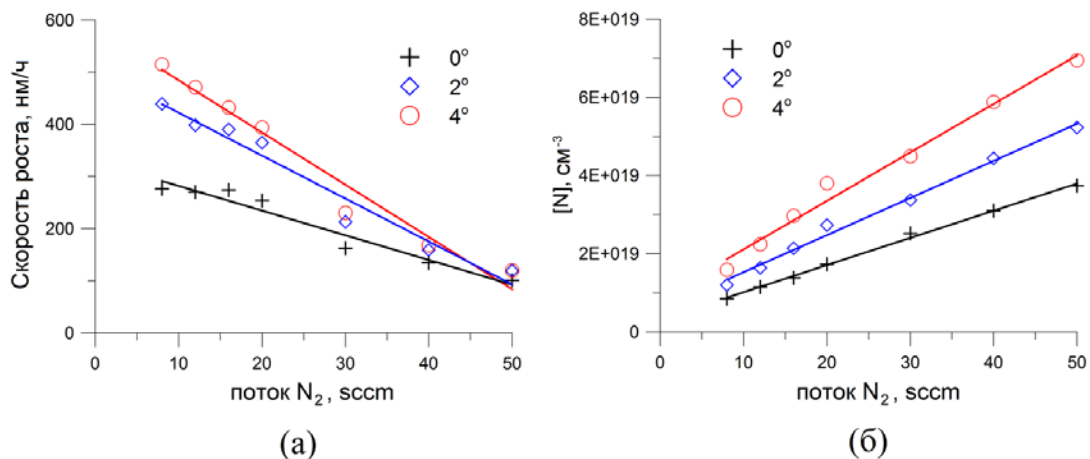 Скорость роста, нм/ч
600
400
200
0
0
10
20
30
40
50
0°
2°
4°
поток N₂, sccm
(а)
[N], см⁻³
8E+019
6E+019
4E+019
2E+019
0
0
10
20
30
40
50
0°
2°
4°
поток N₂, sccm
(б)